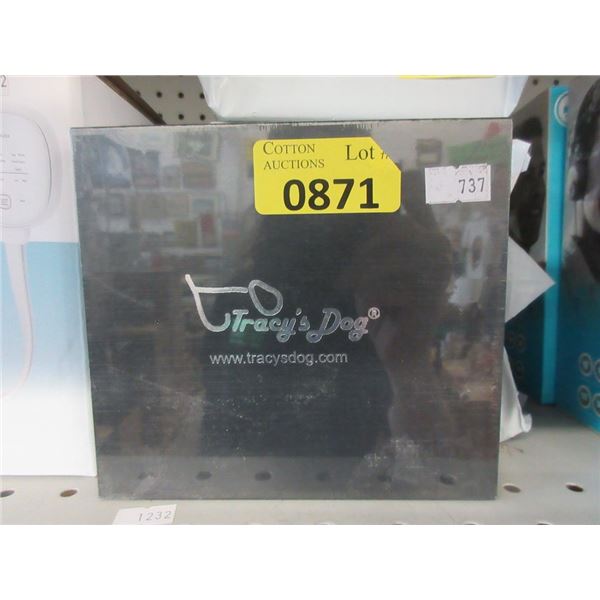 COTTON
AUCTIONS
Lot
0871
737
Tracy's Dog®
www.tracysdog.com
1232